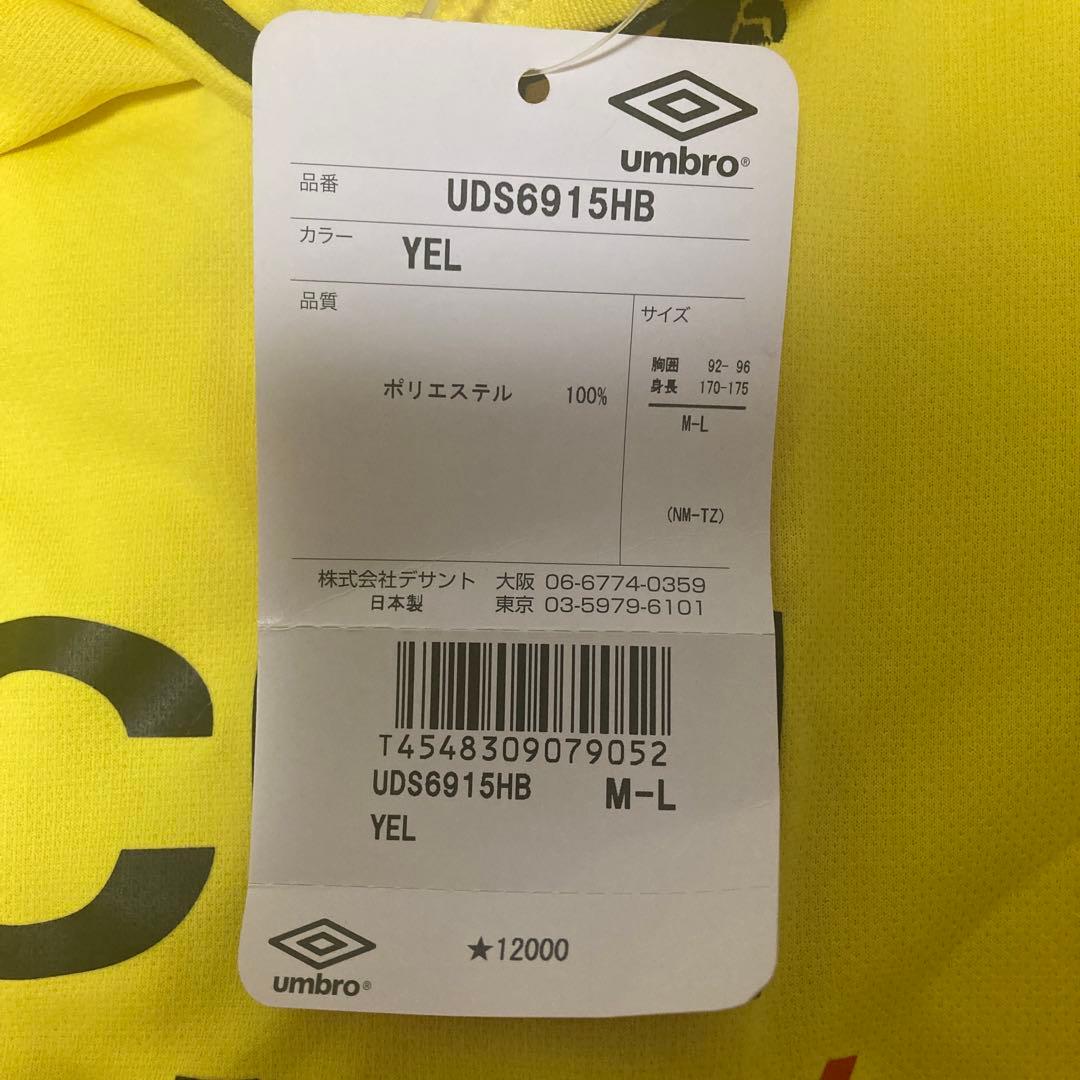 umbro®
品番 UDS6915HB
カラー YEL
品質
サイズ
胸囲 92-96
身長 170-175
ポリエステル 100%
M-L
(NM-TZ)
株式会社デサント 大阪 06-6774-0359
日本製 東京 03-5979-6101
T4548309079052
UDS6915HB M-L
YEL
umbro® ★12000
C